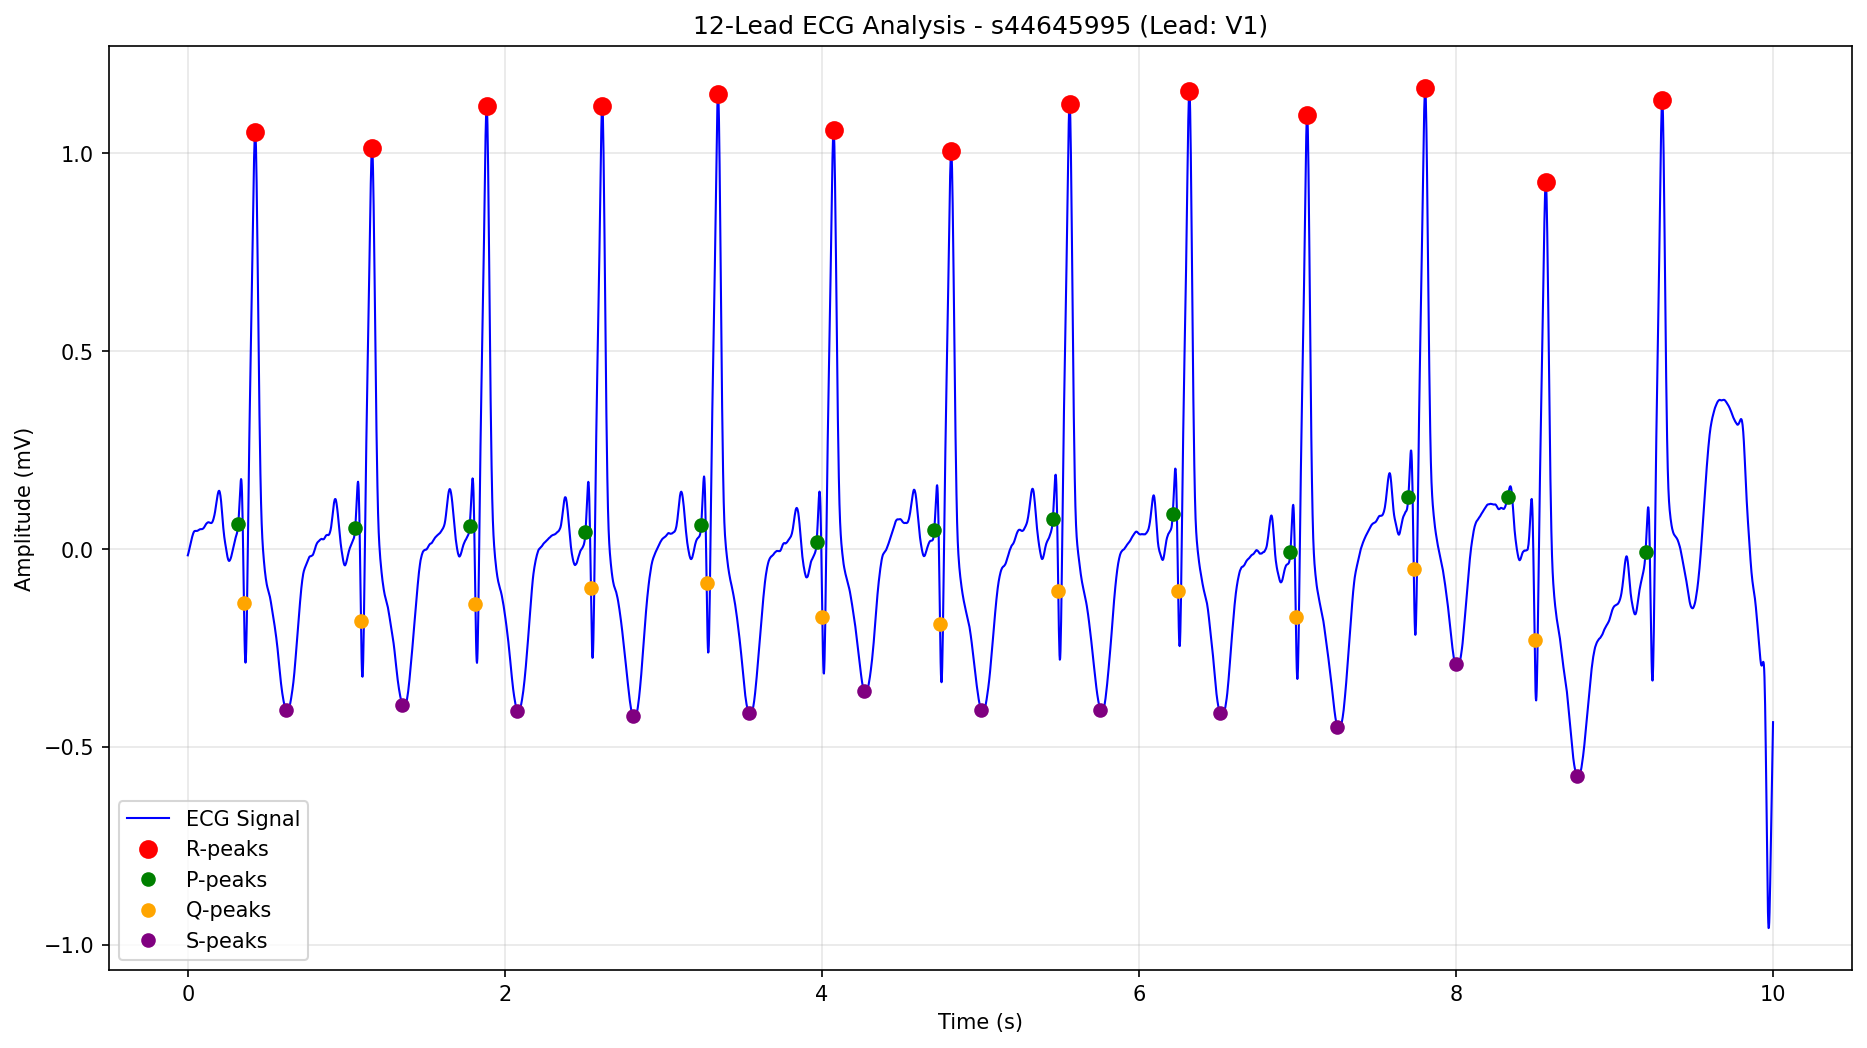 12-Lead ECG Analysis - s44645995 (Lead: V1)
Amplitude (mV)
1.0
0.5
0.0
−0.5
−1.0
ECG Signal
R-peaks
P-peaks
Q-peaks
S-peaks
0 2 4 6 8 10
Time (s)